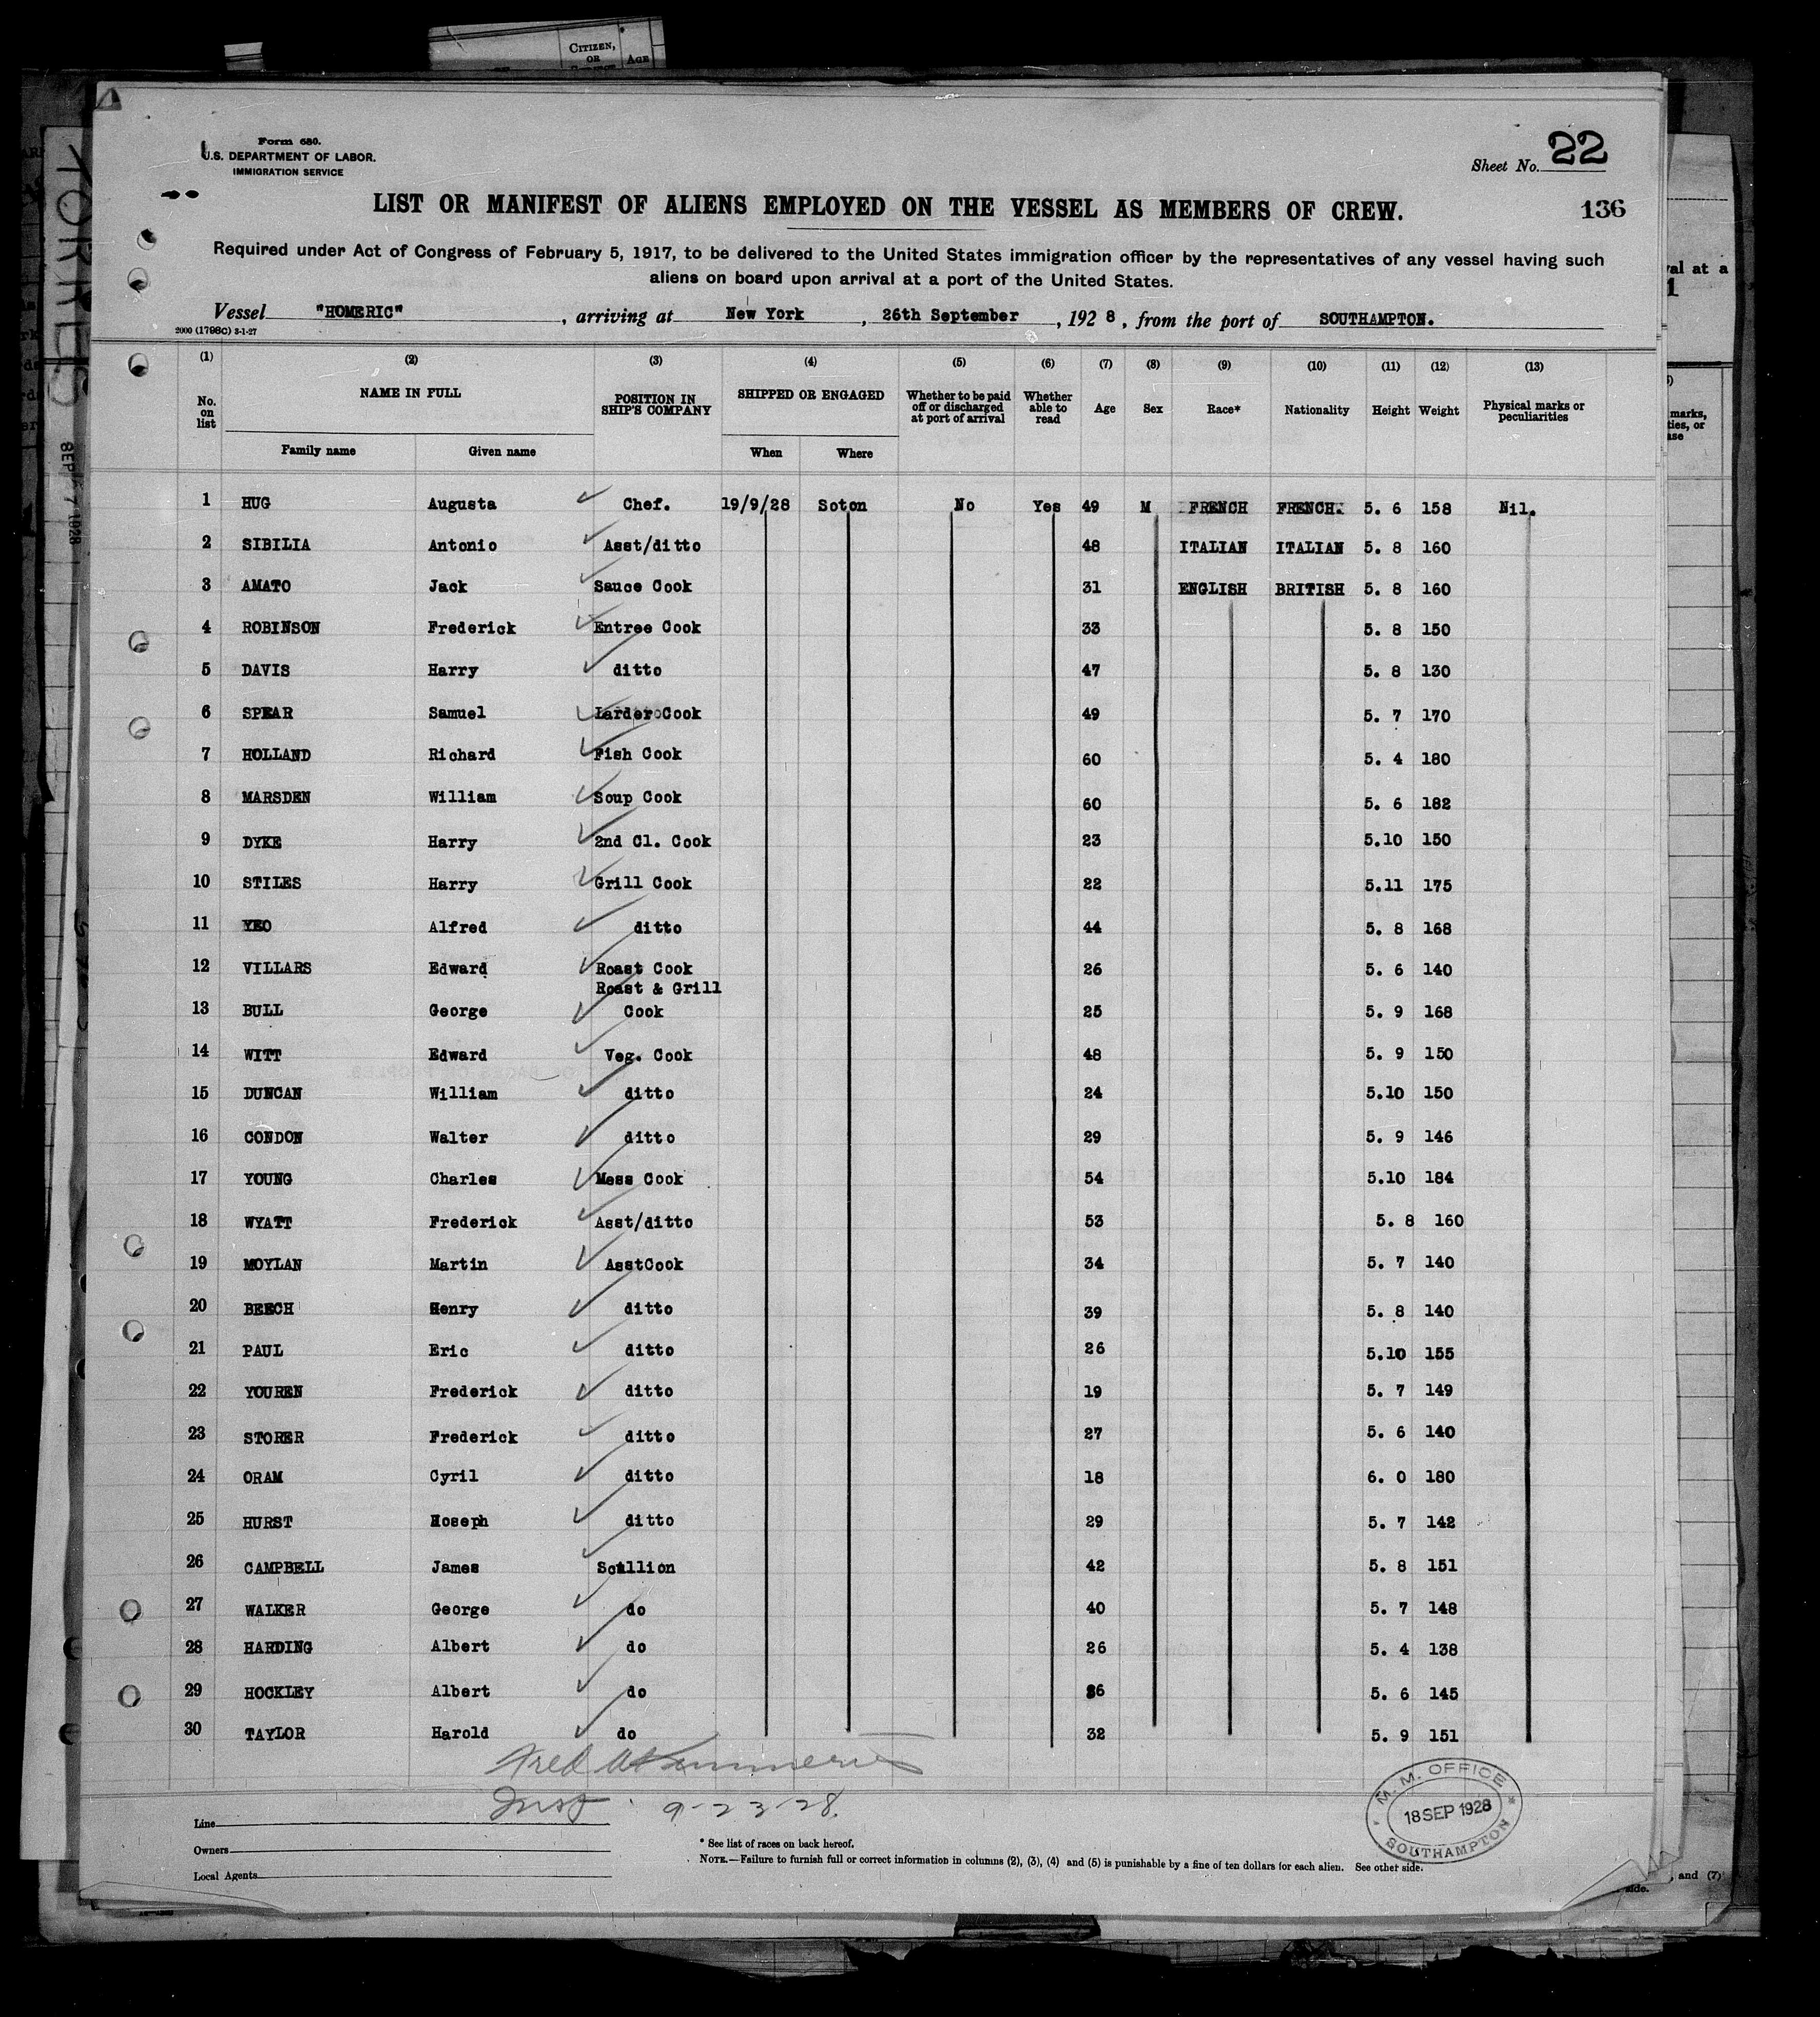 CITIZEN,
OR
AGE
TORRES
SEP 7 1928
Form 680.
U.S. DEPARTMENT OF LABOR.
IMMIGRATION SERVICE
Sheet No. 22
LIST OR MANIFEST OF ALIENS EMPLOYED ON THE VESSEL AS MEMBERS OF CREW.
136
Required under Act of Congress of February 5, 1917, to be delivered to the United States immigration officer by the representatives of any vessel having such
aliens on board upon arrival at a port of the United States.
Vessel "HOMERIC", arriving at New York, 26th September, 1928, from the port of SOUTHAMPTON.
2000 (1798C) 3-1-27
(1) (2) (3) (4) (5) (6) (7) (8) (9) (10) (11) (12) (13)
No. on list NAME IN FULL POSITION IN SHIP'S COMPANY SHIPPED OR ENGAGED Whether to be paid off or discharged at port of arrival Whether able to read Age Sex Race* Nationality Height Weight Physical marks or peculiarities
Family name Given name When Where
1 HUG Augusta Chef. 19/9/28 Soton No Yes 49 M FRENCH FRENCH. 5. 6 158 Nil.
2 SIBILIA Antonio Asst/ditto 48 ITALIAN ITALIAN 5. 8 160
3 AMATO Jack Sauce Cook 31 ENGLISH BRITISH 5. 8 160
4 ROBINSON Frederick Entree Cook 33 5. 8 150
5 DAVIS Harry ditto 47 5. 8 130
6 SPEAR Samuel Larder Cook 49 5. 7 170
7 HOLLAND Richard Fish Cook 60 5. 4 180
8 MARSDEN William Soup Cook 60 5. 6 182
9 DYKE Harry 2nd Cl. Cook 23 5.10 150
10 STILES Harry Grill Cook 22 5.11 175
11 YEO Alfred ditto 44 5. 8 168
12 VILLARS Edward Roast Cook 26 5. 6 140
13 BULL George Roast & Grill Cook 25 5. 9 168
14 WITT Edward Veg. Cook 48 5. 9 150
15 DUNCAN William ditto 24 5.10 150
16 CONDON Walter ditto 29 5. 9 146
17 YOUNG Charles Mess Cook 54 5.10 184
18 WYATT Frederick Asst/ditto 53 5. 8 160
19 MOYLAN Martin AsstCook 34 5. 7 140
20 BEECH Henry ditto 39 5. 8 140
21 PAUL Eric ditto 26 5.10 155
22 YOUREN Frederick ditto 19 5. 7 149
23 STORER Frederick ditto 27 5. 6 140
24 ORAM Cyril ditto 18 6. 0 180
25 HURST Hoseph ditto 29 5. 7 142
26 CAMPBELL James Scullion 42 5. 8 151
27 WALKER George do 40 5. 7 148
28 HARDING Albert do 26 5. 4 138
29 HOCKLEY Albert do 36 5. 6 145
30 TAYLOR Harold do 32 5. 9 151
Fred
9-23-28.
M. M. OFFICE
18 SEP 1928
SOUTHAMPTON
Line
Owners
Local Agents
* See list of races on back hereof.
NOTE.—Failure to furnish full or correct information in columns (2), (3), (4) and (5) is punishable by a fine of ten dollars for each alien. See other side.